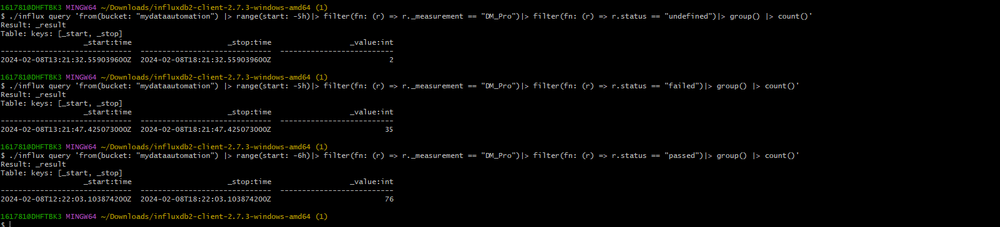 161781@DHFTBK3 MINGW64 ~/Downloads/influxdb2-client-2.7.3-windows-amd64 (1)
$ ./influx query 'from(bucket: "mydataautomation") |> range(start: -5h)|> filter(fn: (r) => r._measurement == "DM_Pro")|> filter(fn: (r) => r.status == "undefined")|> group() |> count()'
Result: _result
Table: keys: [_start, _stop]
_start:time _stop:time _value:int
------------------------------ ------------------------------ --------------------------
2024-02-08T13:21:32.559039600Z 2024-02-08T18:21:32.559039600Z 2
161781@DHFTBK3 MINGW64 ~/Downloads/influxdb2-client-2.7.3-windows-amd64 (1)
$ ./influx query 'from(bucket: "mydataautomation") |> range(start: -5h)|> filter(fn: (r) => r._measurement == "DM_Pro")|> filter(fn: (r) => r.status == "failed")|> group() |> count()'
Result: _result
Table: keys: [_start, _stop]
_start:time _stop:time _value:int
------------------------------ ------------------------------ --------------------------
2024-02-08T13:21:47.425073000Z 2024-02-08T18:21:47.425073000Z 35
161781@DHFTBK3 MINGW64 ~/Downloads/influxdb2-client-2.7.3-windows-amd64 (1)
$ ./influx query 'from(bucket: "mydataautomation") |> range(start: -6h)|> filter(fn: (r) => r._measurement == "DM_Pro")|> filter(fn: (r) => r.status == "passed")|> group() |> count()'
Result: _result
Table: keys: [_start, _stop]
_start:time _stop:time _value:int
------------------------------ ------------------------------ --------------------------
2024-02-08T12:22:03.103874200Z 2024-02-08T18:22:03.103874200Z 76
161781@DHFTBK3 MINGW64 ~/Downloads/influxdb2-client-2.7.3-windows-amd64 (1)
$